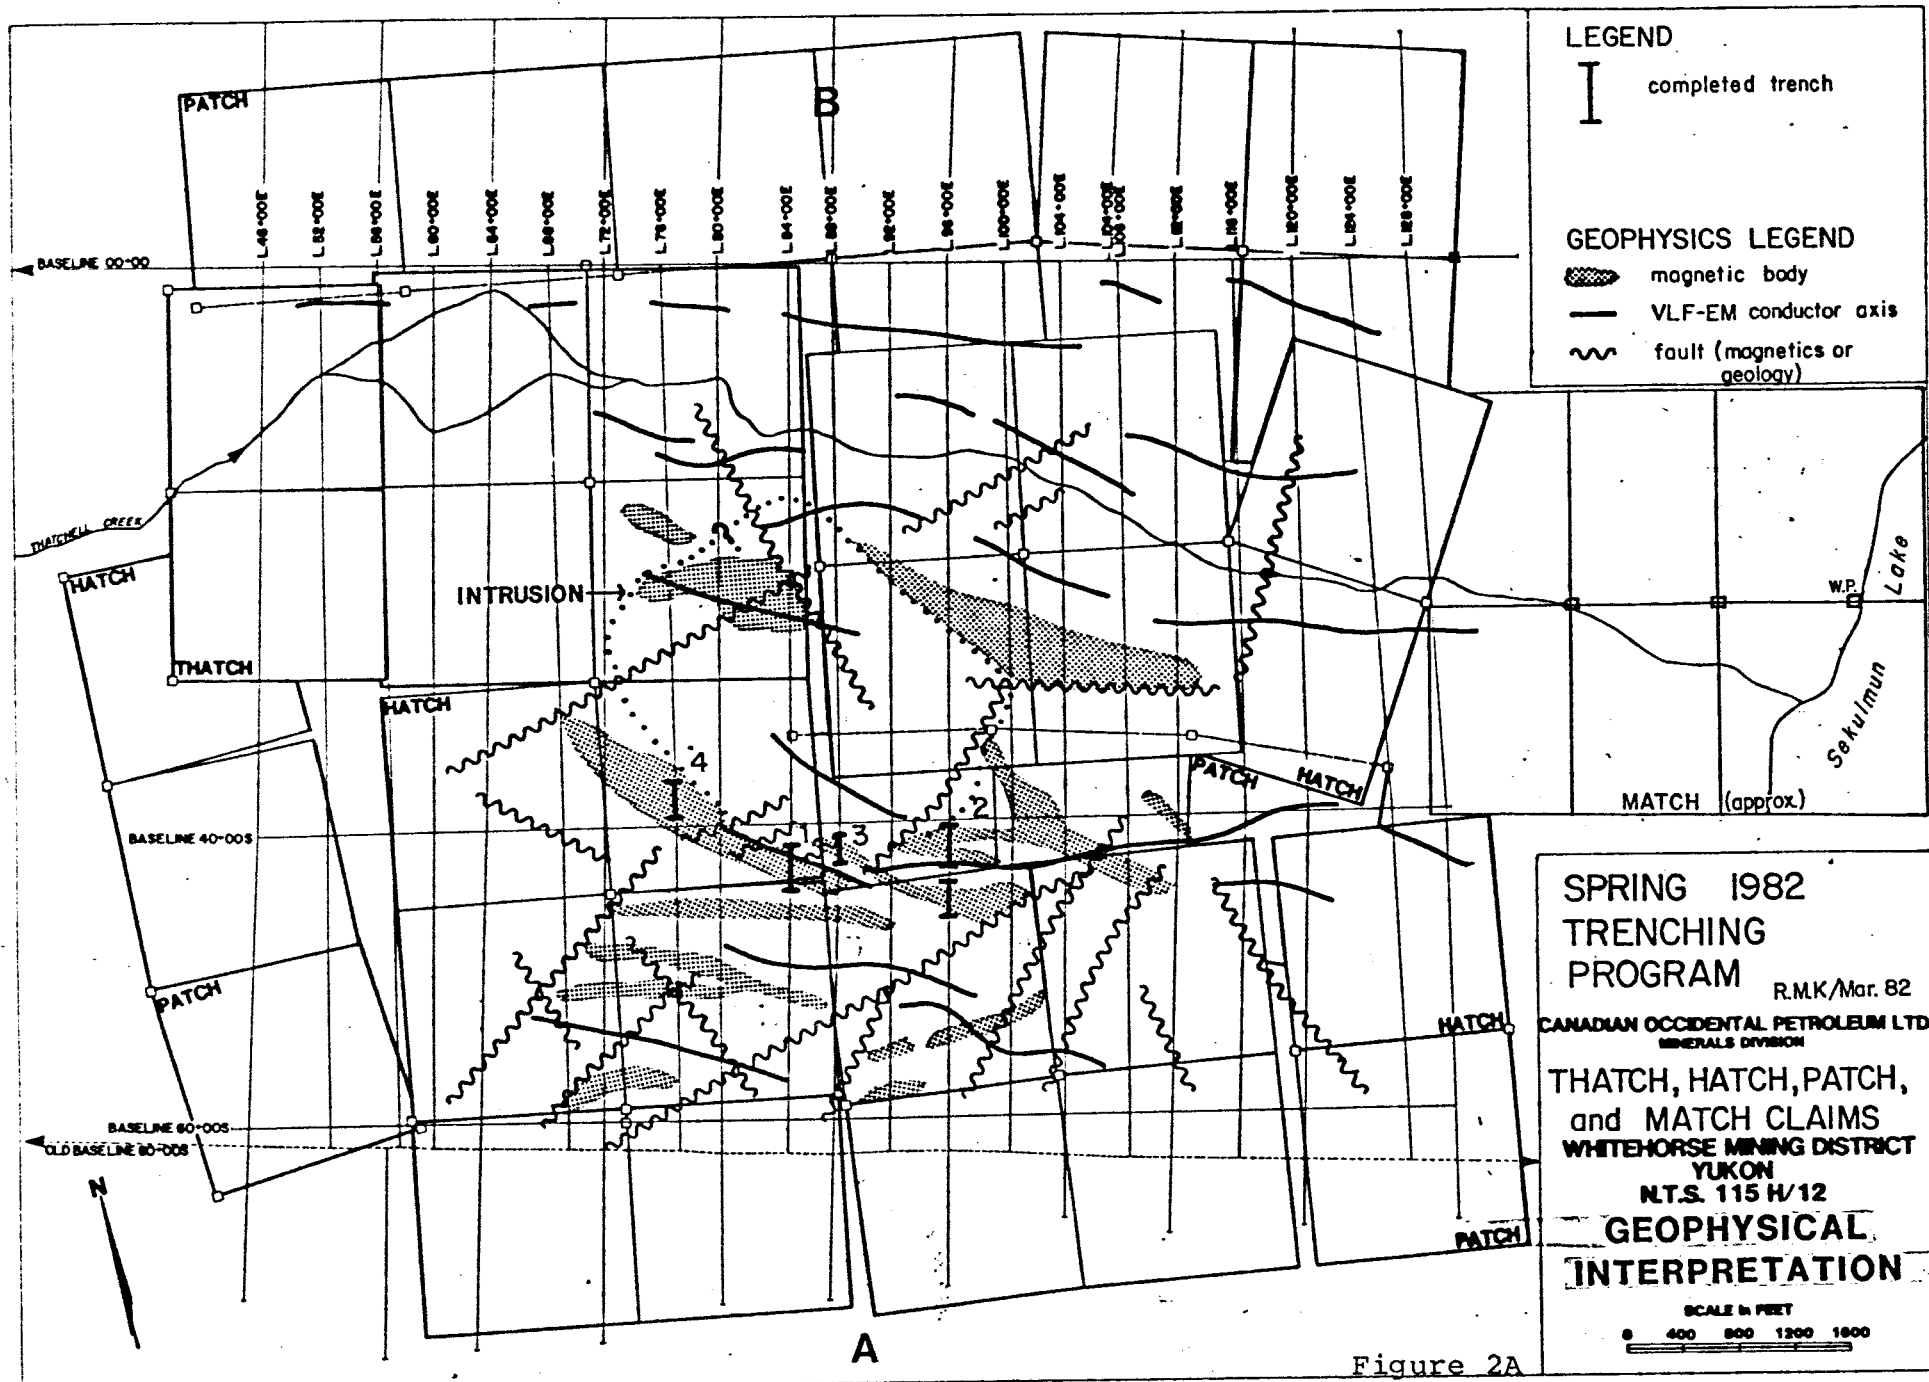 LEGEND
completed trench
GEOPHYSICS LEGEND
magnetic body
VLF-EM conductor axis
fault (magnetics or
geology)
PATCH
B
L.48+00E
L.52+00E
L.56+00E
L.60+00E
L.64+00E
L.68+00E
L.72+00E
L.76+00E
L.80+00E
L.84+00E
L.88+00E
L.92+00E
L.96+00E
L.100+00E
L.104+00E
L.104+00E
L.108+00E
L.112+00E
L.116+00E
L.120+00E
L.124+00E
L.128+00E
BASELINE 00+00
THATCHELL CREEK
HATCH
INTRUSION
?
THATCH
HATCH
W.P.
Sekulmun Lake
MATCH (approx.)
PATCH
HATCH
4
2
1
3
BASELINE 40+00S
PATCH
HATCH
BASELINE 60+00S
OLD BASELINE 60+00S
N
PATCH
A
SPRING 1982
TRENCHING
PROGRAM
R.M.K/Mar. 82
CANADIAN OCCIDENTAL PETROLEUM LTD
MINERALS DIVISION
THATCH, HATCH, PATCH,
and MATCH CLAIMS
WHITEHORSE MINING DISTRICT
YUKON
N.T.S. 115 H/12
GEOPHYSICAL
INTERPRETATION
SCALE in FEET
0 400 800 1200 1600
Figure 2A